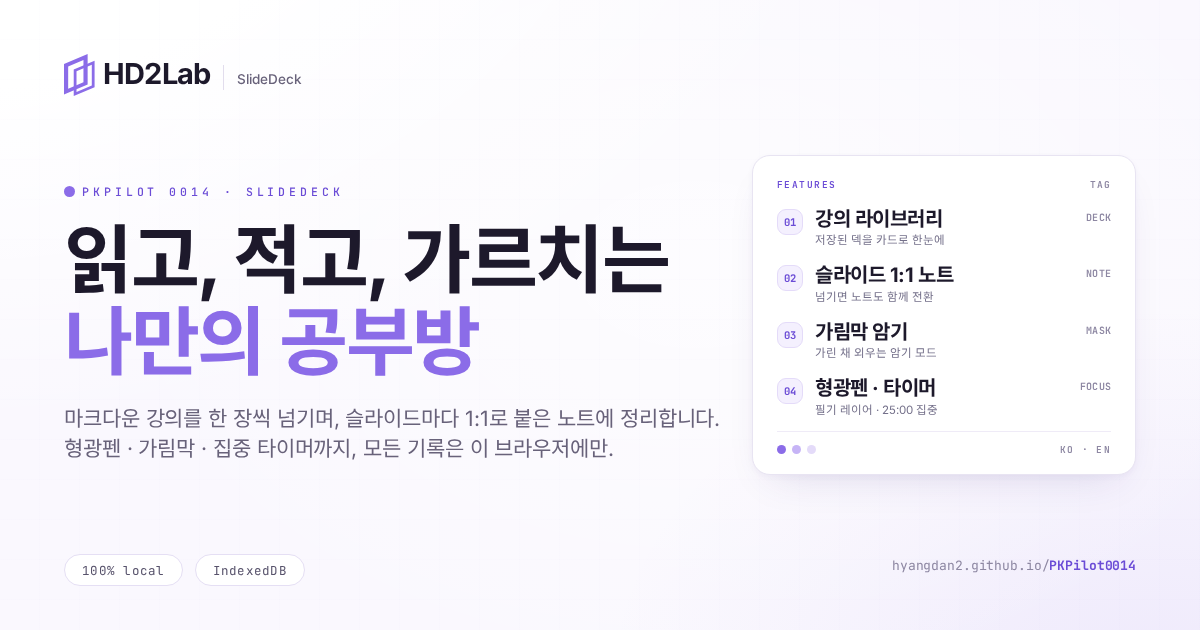 HD2Lab
SlideDeck
PKPILOT 0014 · SLIDEDECK
읽고, 적고, 가르치는
나만의 공부방
마크다운 강의를 한 장씩 넘기며, 슬라이드마다 1:1로 붙은 노트에 정리합니다.
형광펜 · 가림막 · 집중 타이머까지, 모든 기록은 이 브라우저에만.
100% local
IndexedDB
FEATURES
TAG
01
강의 라이브러리
DECK
저장된 덱을 카드로 한눈에
02
슬라이드 1:1 노트
NOTE
넘기면 노트도 함께 전환
03
가림막 암기
MASK
가린 채 외우는 암기 모드
04
형광펜 · 타이머
FOCUS
필기 레이어 · 25:00 집중
KO · EN
hyangdan2.github.io/PKPilot0014